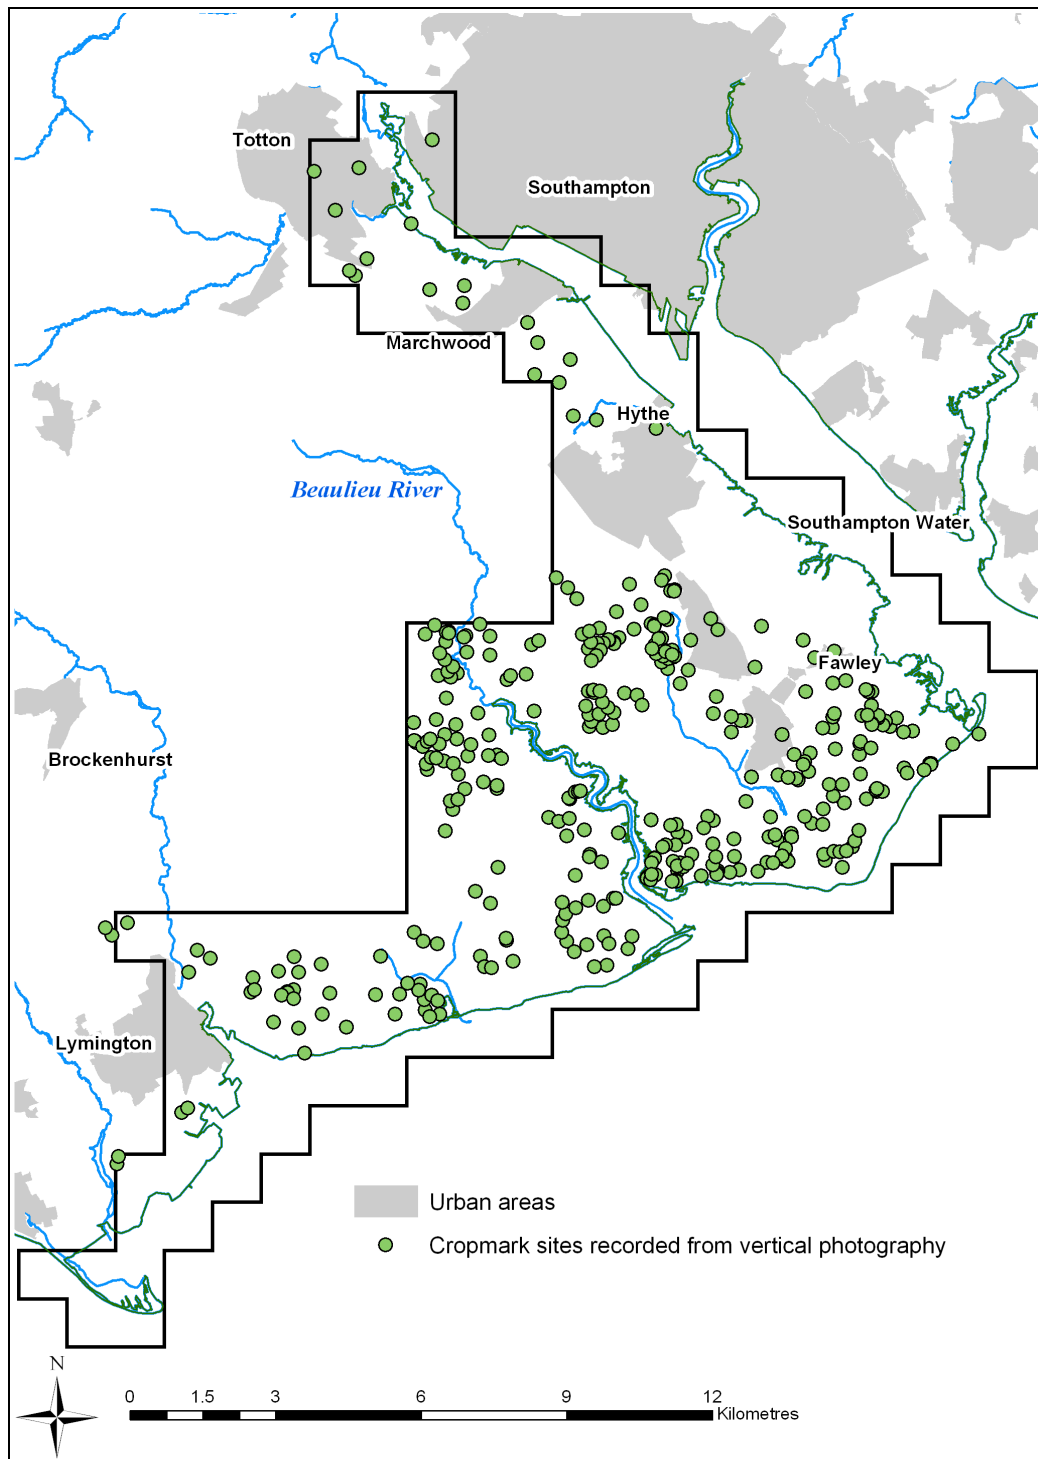 Totton
Southampton
Marchwood
Hythe
Beaulieu River
Southampton Water
Fawley
Brockenhurst
Lymington
Urban areas
Cropmark sites recorded from vertical photography
N
0 1.5 3 6 9 12
Kilometres